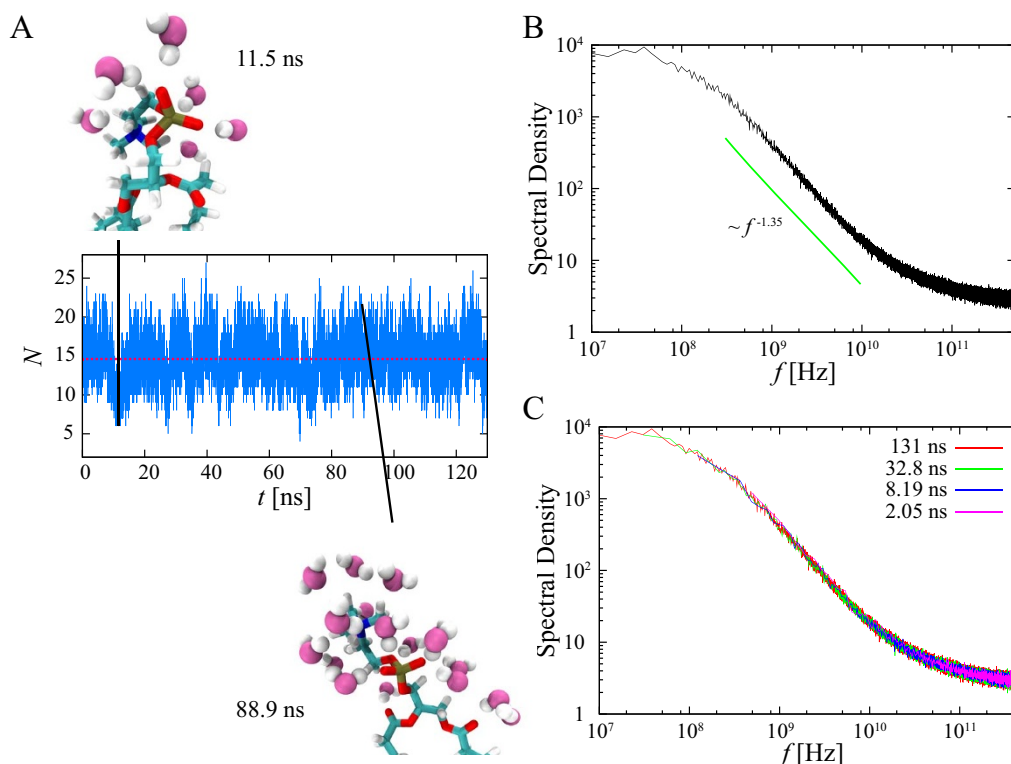 A
11.5 ns
25
20
15
10
5
N
0 20 40 60 80 100 120
t [ns]
88.9 ns
B
10⁴
10³
10²
10¹
1
Spectral Density
~ f⁻¹·³⁵
10⁷ 10⁸ 10⁹ 10¹⁰ 10¹¹
f [Hz]
C
10⁴
10³
10²
10¹
1
Spectral Density
131 ns
32.8 ns
8.19 ns
2.05 ns
10⁷ 10⁸ 10⁹ 10¹⁰ 10¹¹
f [Hz]